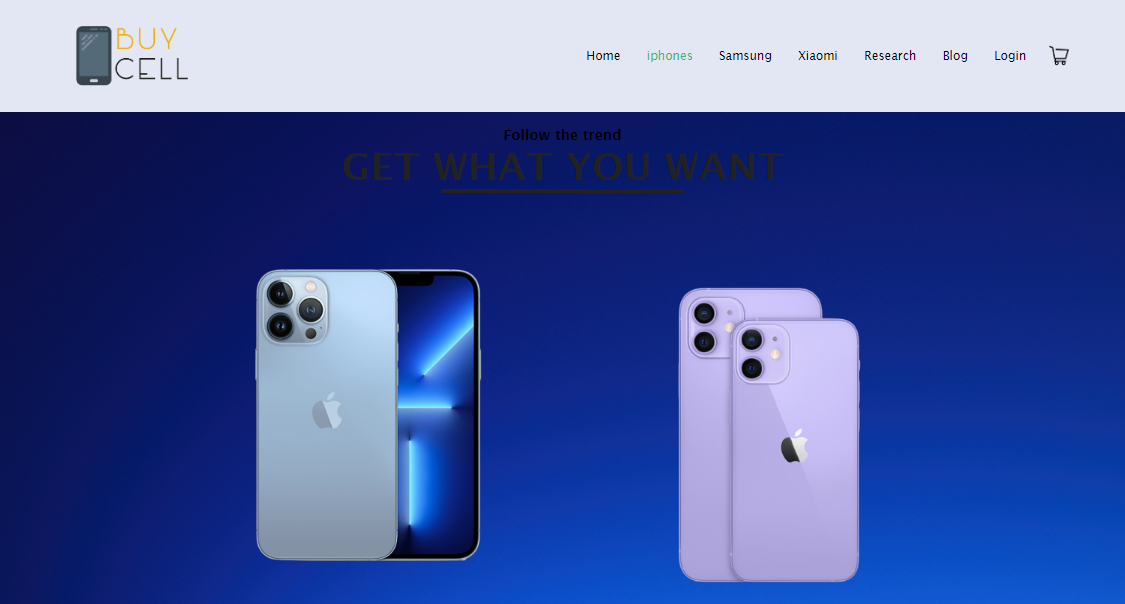 BUY
CELL
Home iphones Samsung Xiaomi Research Blog Login
Follow the trend
GET WHAT YOU WANT